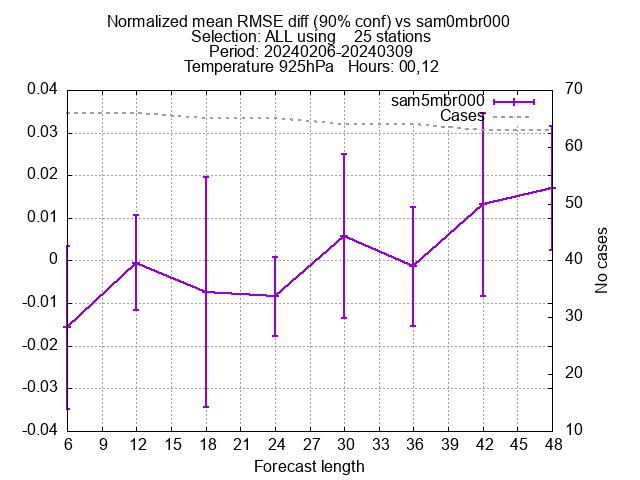 Normalized mean RMSE diff (90% conf) vs sam0mbr000
Selection: ALL using 25 stations
Period: 20240206-20240309
Temperature 925hPa Hours: 00,12
sam5mbr000
Cases
0.04
0.03
0.02
0.01
0
-0.01
-0.02
-0.03
-0.04
70
60
50
40
30
20
10
No cases
6 9 12 15 18 21 24 27 30 33 36 39 42 45 48
Forecast length